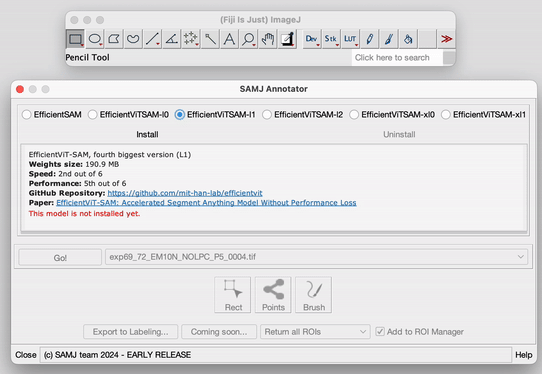 (Fiji Is Just) ImageJ
Dev Stk LUT
Pencil Tool
Click here to search
SAMJ Annotator
EfficientSAM EfficientViTSAM-l0 EfficientViTSAM-l1 EfficientViTSAM-l2 EfficientViTSAM-xl0 EfficientViTSAM-xl1
Install Uninstall
EfficientViT-SAM, fourth biggest version (L1)
Weights size: 190.9 MB
Speed: 2nd out of 6
Performance: 5th out of 6
GitHub Repository: https://github.com/mit-han-lab/efficientvit
Paper: EfficientViT-SAM: Accelerated Segment Anything Model Without Performance Loss
This model is not installed yet.
Go! exp69_72_EM10N_NOLPC_P5_0004.tif
Rect Points Brush
Export to Labeling... Coming soon... Return all ROIs Add to ROI Manager
Close (c) SAMJ team 2024 - EARLY RELEASE Help